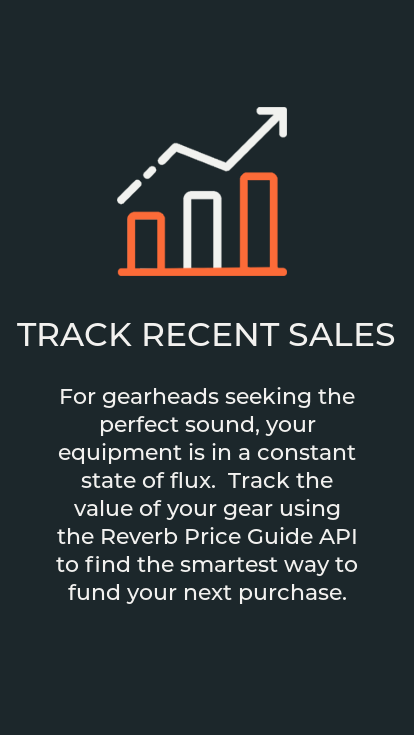 TRACK RECENT SALES
For gearheads seeking the
perfect sound, your
equipment is in a constant
state of flux.  Track the
value of your gear using
the Reverb Price Guide API
to find the smartest way to
fund your next purchase.